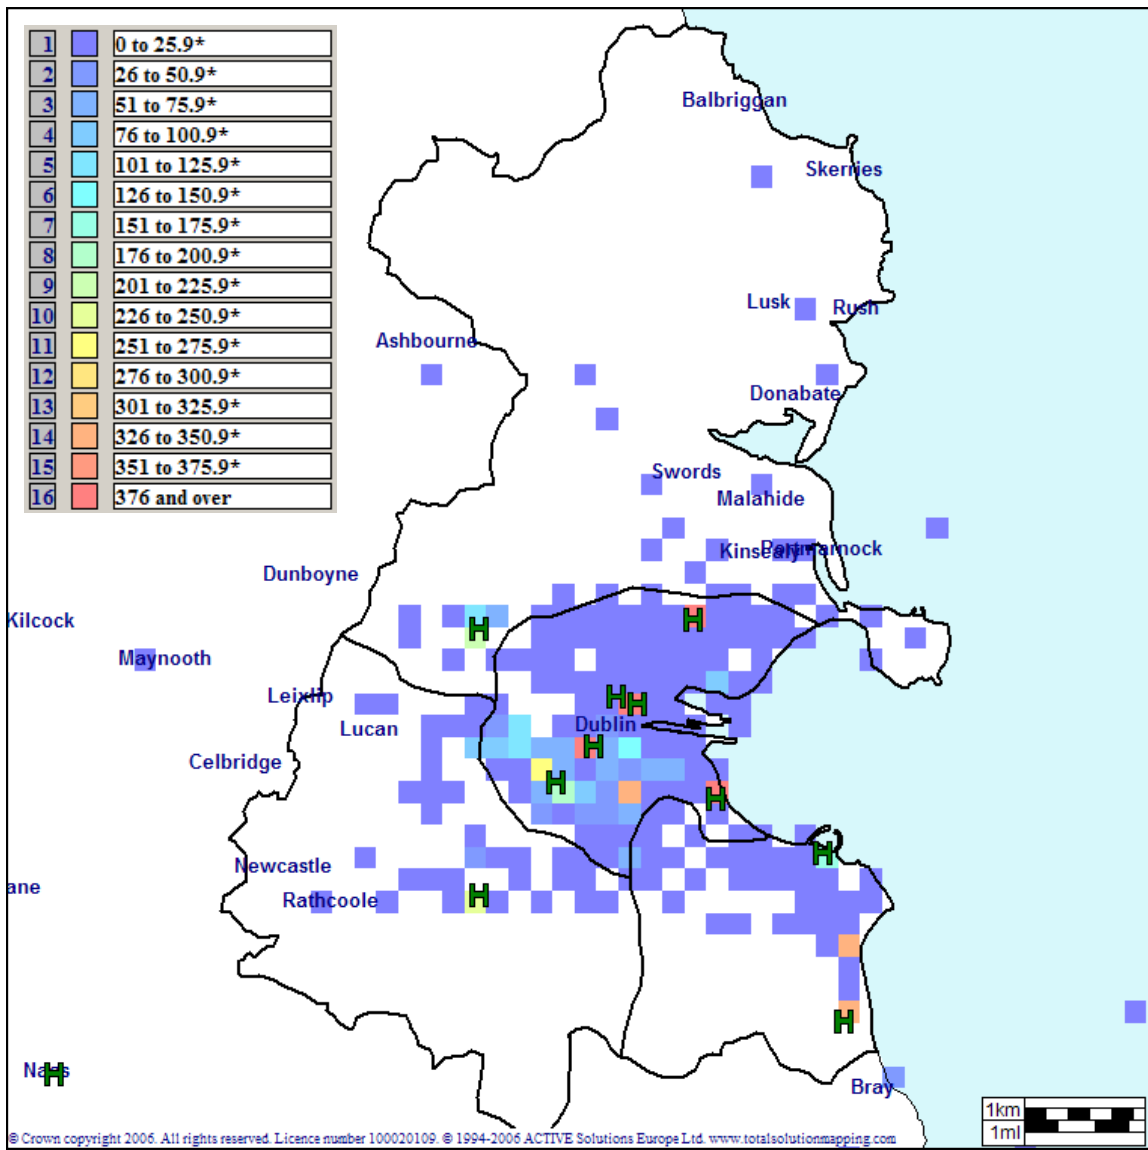 1 0 to 25.9*
2 26 to 50.9*
3 51 to 75.9*
4 76 to 100.9*
5 101 to 125.9*
6 126 to 150.9*
7 151 to 175.9*
8 176 to 200.9*
9 201 to 225.9*
10 226 to 250.9*
11 251 to 275.9*
12 276 to 300.9*
13 301 to 325.9*
14 326 to 350.9*
15 351 to 375.9*
16 376 and over
Balbriggan
Skerries
Lusk
Rush
Ashbourne
Donabate
Swords
Malahide
Kinsealy
Portmarnock
Dunboyne
H
H
Kilcock
Maynooth
Leixlip
H
H
Lucan
Dublin
H
Celbridge
H
H
H
Newcastle
ane
Rathcoole
H
H
Naas
H
Bray
1km
1ml
© Crown copyright 2006. All rights reserved. Licence number 100020109. © 1994-2006 ACTIVE Solutions Europe Ltd. www.totalsolutionmapping.com